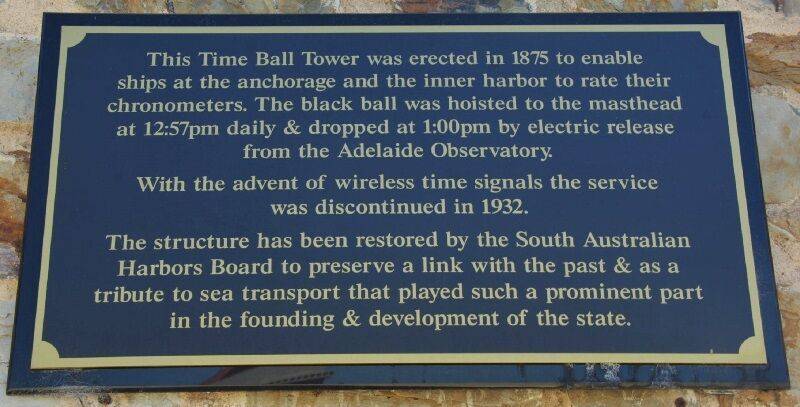 This Time Ball Tower was erected in 1875 to enable
ships at the anchorage and the inner harbor to rate their
chronometers. The black ball was hoisted to the masthead
at 12:57pm daily & dropped at 1:00pm by electric release
from the Adelaide Observatory.
With the advent of wireless time signals the service
was discontinued in 1932.
The structure has been restored by the South Australian
Harbors Board to preserve a link with the past & as a
tribute to sea transport that played such a prominent part
in the founding & development of the state.